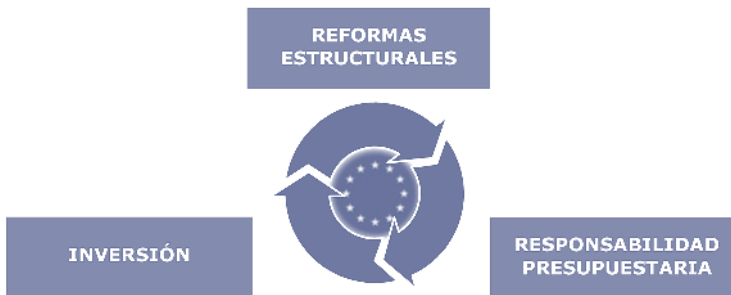 REFORMAS
ESTRUCTURALES
INVERSIÓN
RESPONSABILIDAD
PRESUPUESTARIA